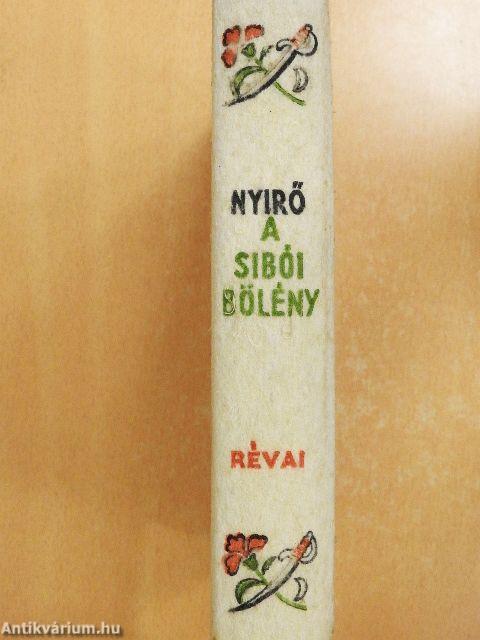 NYIRŐ
A
SIBÓI
BÖLÉNY
RÉVAI
Antikvárium.hu